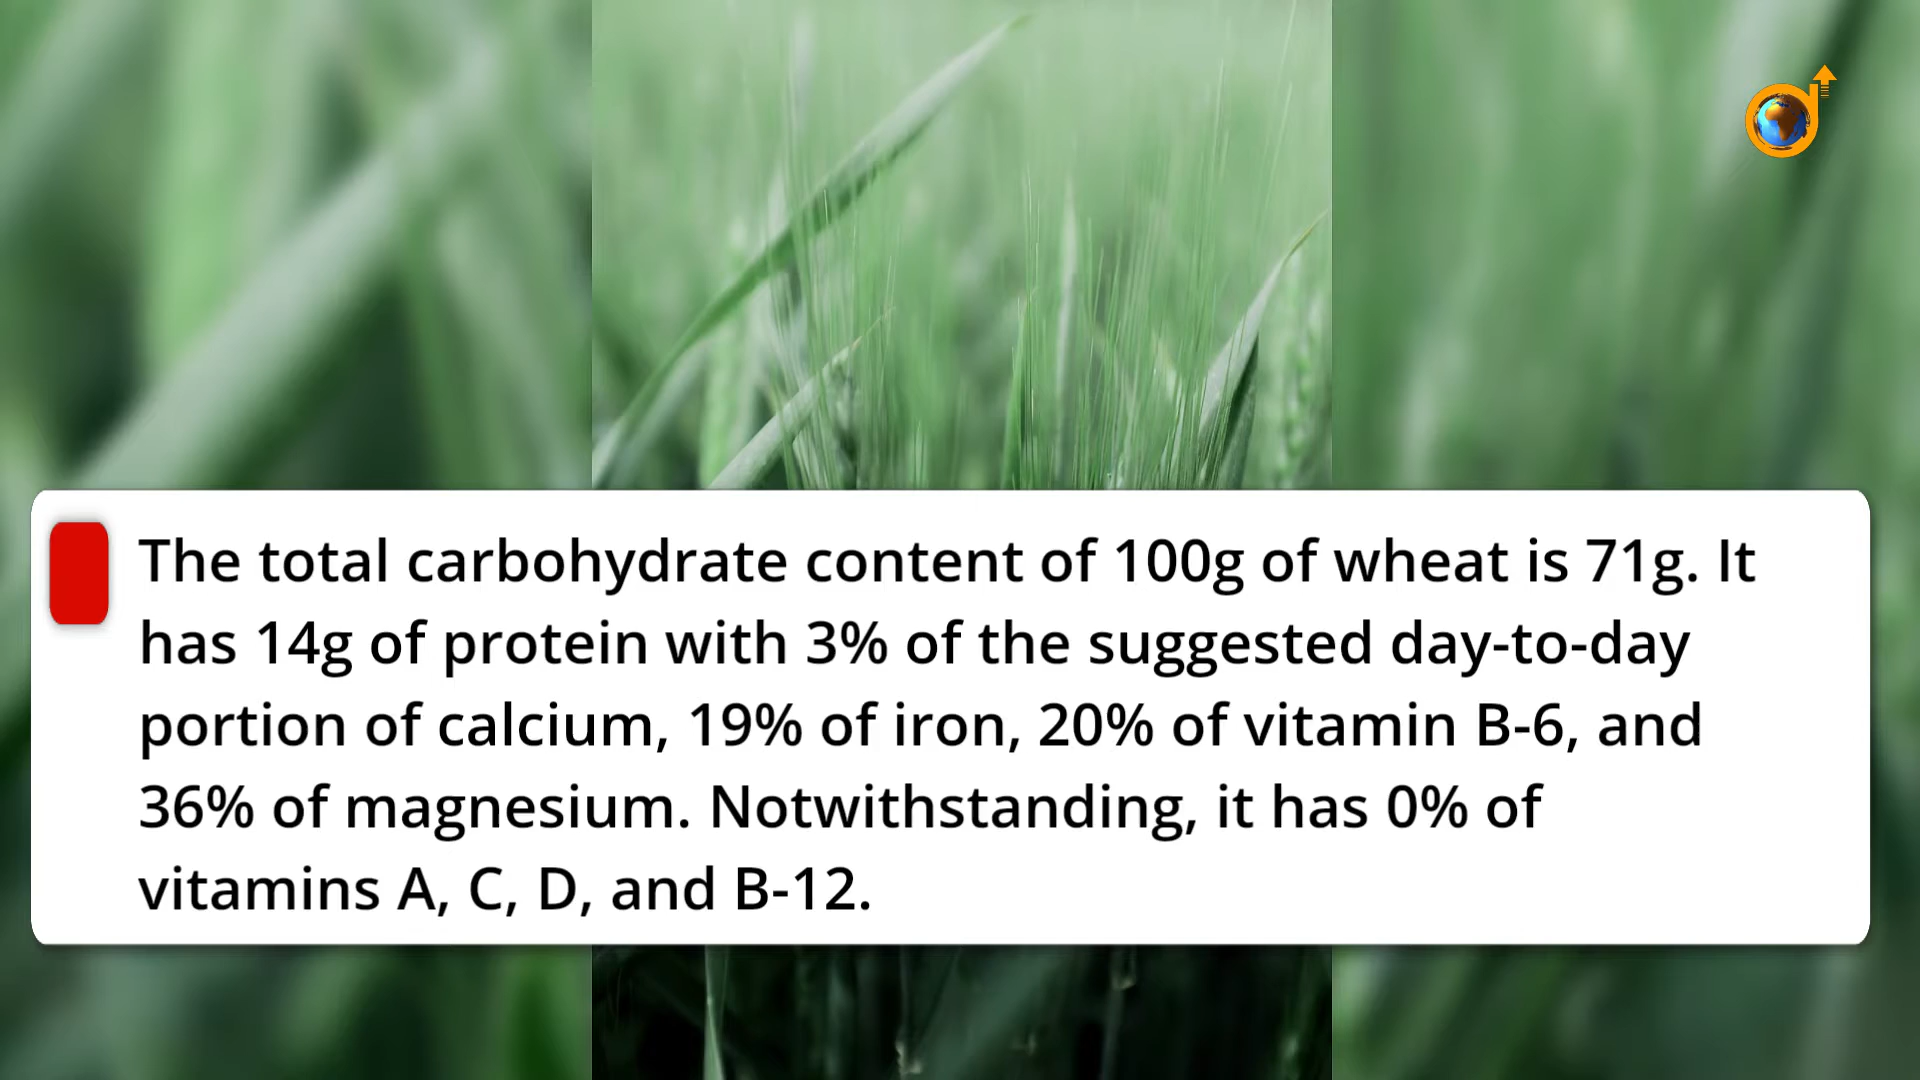 The total carbohydrate content of 100g of wheat is 71g. It
has 14g of protein with 3% of the suggested day-to-day
portion of calcium, 19% of iron, 20% of vitamin B-6, and
36% of magnesium. Notwithstanding, it has 0% of
vitamins A, C, D, and B-12.